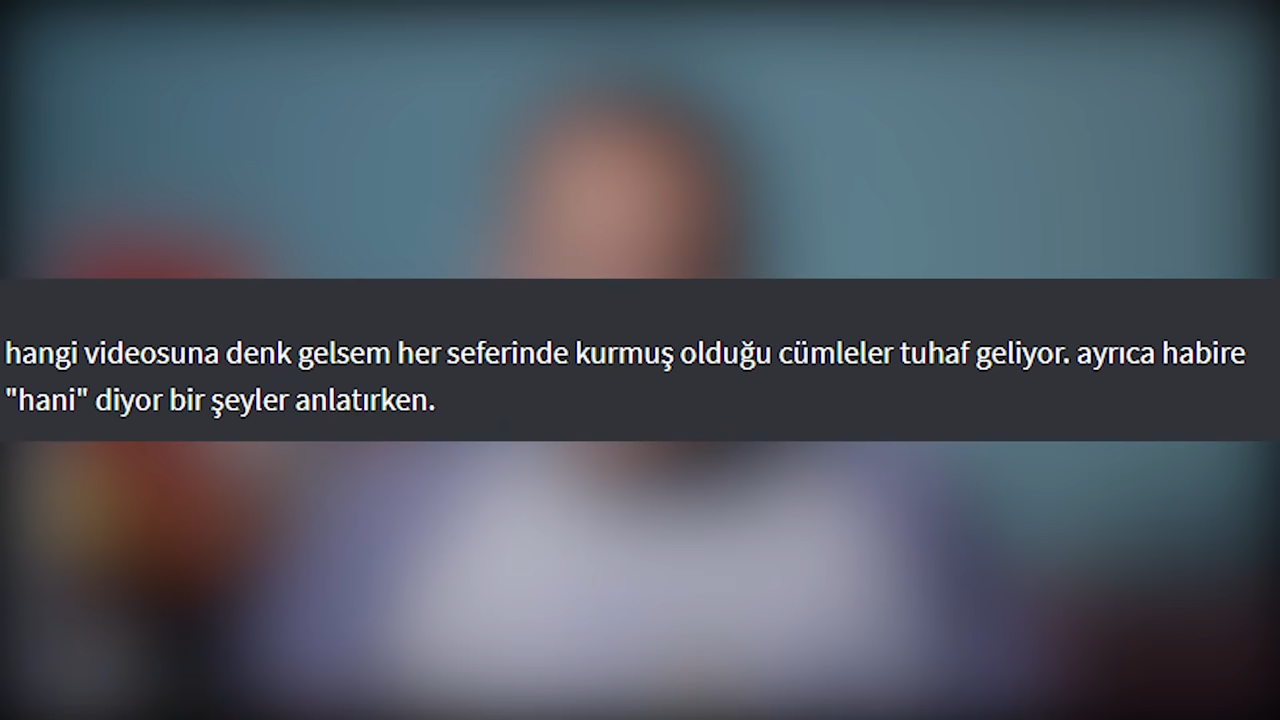 hangi videosuna denk gelsem her seferinde kurmuş olduğu cümleler tuhaf geliyor. ayrıca habire
"hani" diyor bir şeyler anlatırken.